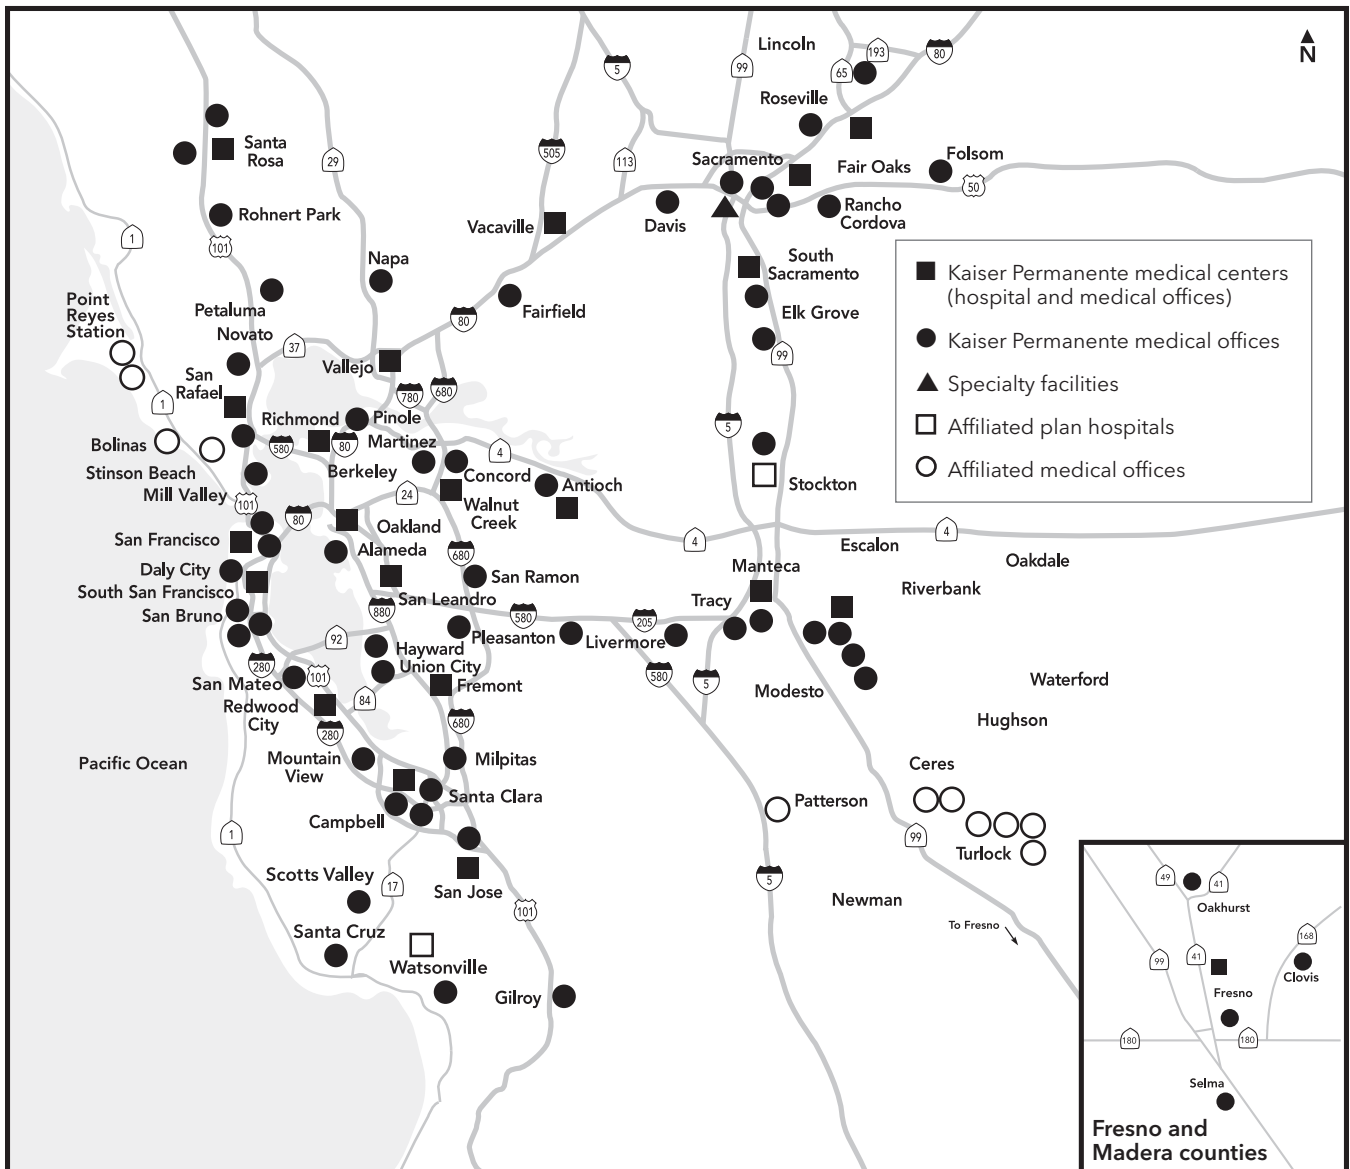 Lincoln
193
80
N
5
99
65
Roseville
Santa
Rosa
29
505
113
Sacramento
Fair Oaks
Folsom
50
Rohnert Park
Vacaville
Davis
Rancho
Cordova
1
101
Napa
South
Sacramento
Kaiser Permanente medical centers
(hospital and medical offices)
Point
Reyes
Station
Petaluma
Novato
Fairfield
80
Elk Grove
Kaiser Permanente medical offices
37
99
Vallejo
San
Rafael
780
680
Specialty facilities
1
Richmond
Pinole
5
Affiliated plan hospitals
Bolinas
580
80
Martinez
4
Stinson Beach
Berkeley
Concord
Antioch
Affiliated medical offices
Mill Valley
24
Walnut
Creek
Stockton
101
80
Oakland
San Francisco
Alameda
680
4
4
Escalon
Oakdale
Daly City
San Ramon
Manteca
Riverbank
South San Francisco
San Leandro
880
Tracy
San Bruno
580
205
92
Hayward
Pleasanton
Livermore
280
Union City
101
580
5
San Mateo
Fremont
Modesto
Waterford
Redwood
City
84
680
280
Hughson
Pacific Ocean
Mountain
View
Milpitas
Ceres
Santa Clara
Patterson
Campbell
1
99
Turlock
Scotts Valley
17
San Jose
5
Newman
101
To Fresno
Santa Cruz
Watsonville
Gilroy
49
41
Oakhurst
168
99
41
Clovis
Fresno
180
180
Selma
Fresno and
Madera counties